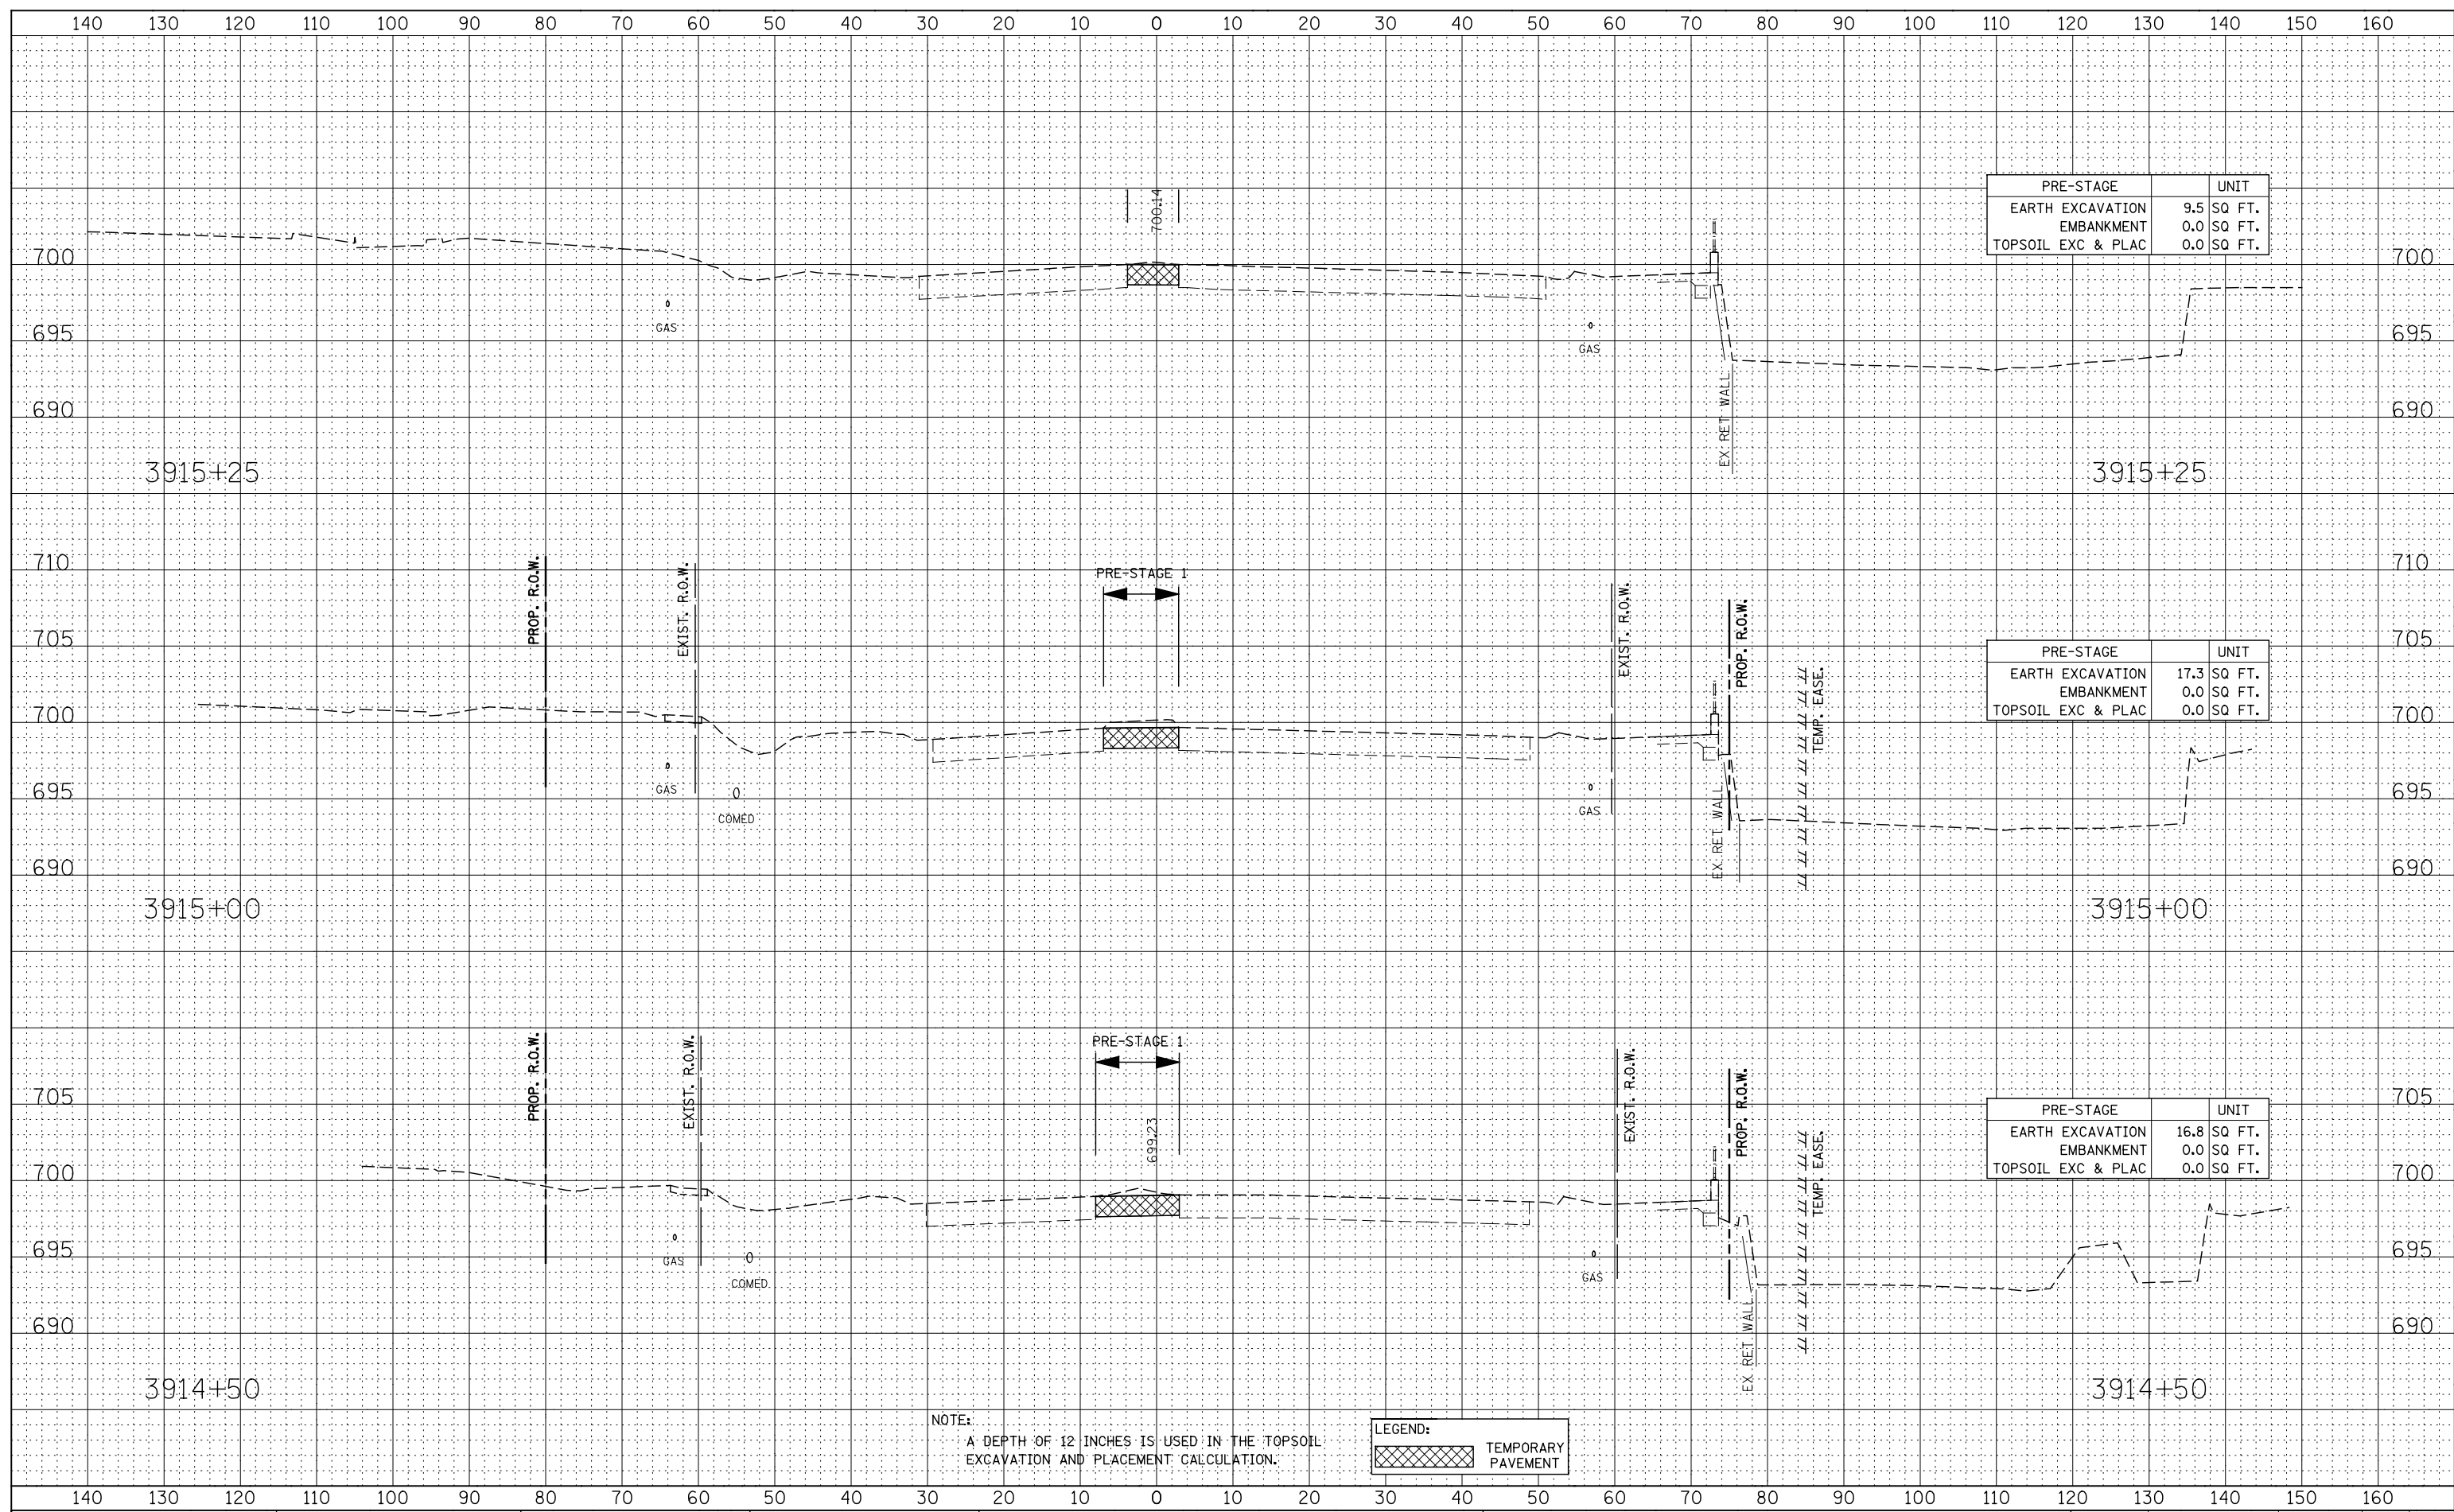 140 130 120 110 100 90 80 70 60 50 40 30 20 10 0 10 20 30 40 50 60 70 80 90 100 110 120 130 140 150 160
700.14
PRE-STAGE UNIT
EARTH EXCAVATION 9.5 SQ FT.
EMBANKMENT 0.0 SQ FT.
TOPSOIL EXC & PLAC 0.0 SQ FT.
700 700
GAS
GAS
695 695
EX RET WALL
690 690
3915+25 3915+25
710 710
PROP. R.O.W.
EXIST. R.O.W.
PRE-STAGE 1
EXIST. R.O.W.
PROP. R.O.W.
TEMP. EASE.
705 705
PRE-STAGE UNIT
EARTH EXCAVATION 17.3 SQ FT.
EMBANKMENT 0.0 SQ FT.
TOPSOIL EXC & PLAC 0.0 SQ FT.
700 700
GAS
COMED
GAS
695 695
EX RET WALL
690 690
3915+00 3915+00
PROP. R.O.W.
EXIST. R.O.W.
PRE-STAGE 1
699.23
EXIST. R.O.W.
PROP. R.O.W.
TEMP. EASE.
705 705
PRE-STAGE UNIT
EARTH EXCAVATION 16.8 SQ FT.
EMBANKMENT 0.0 SQ FT.
TOPSOIL EXC & PLAC 0.0 SQ FT.
700 700
GAS
COMED
GAS
695 695
EX RET WALL
690 690
3914+50 3914+50
NOTE:
A DEPTH OF 12 INCHES IS USED IN THE TOPSOIL
EXCAVATION AND PLACEMENT CALCULATION.
LEGEND:
TEMPORARY
PAVEMENT
140 130 120 110 100 90 80 70 60 50 40 30 20 10 0 10 20 30 40 50 60 70 80 90 100 110 120 130 140 150 160